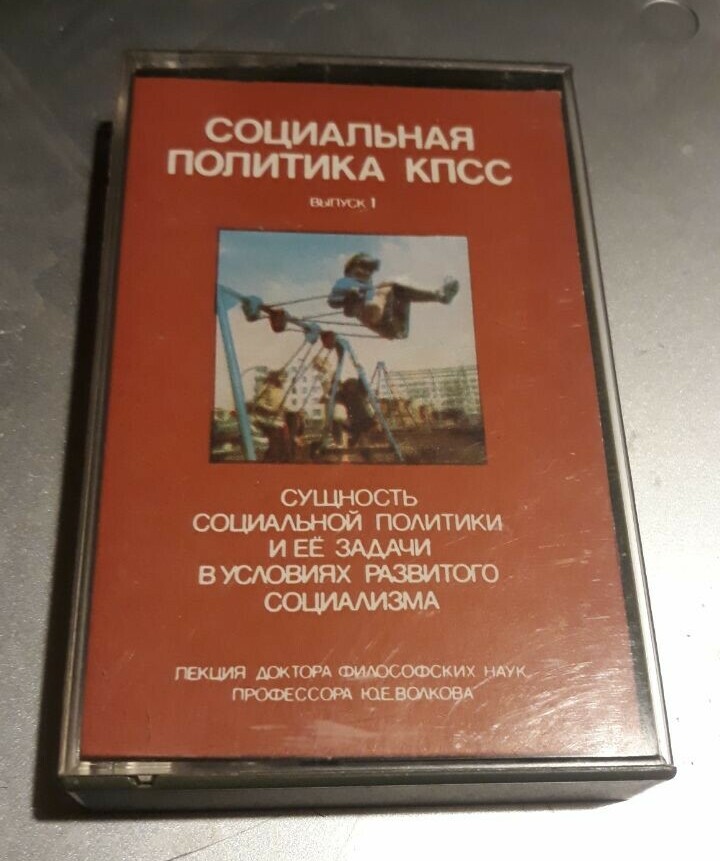 СОЦИАЛЬНАЯ
ПОЛИТИКА КПСС
ВЫПУСК 1
СУЩНОСТЬ
СОЦИАЛЬНОЙ ПОЛИТИКИ
И ЕЁ ЗАДАЧИ
В УСЛОВИЯХ РАЗВИТОГО
СОЦИАЛИЗМА
ЛЕКЦИЯ ДОКТОРА ФИЛОСОФСКИХ НАУК,
ПРОФЕССОРА Ю.Е.ВОЛКОВА